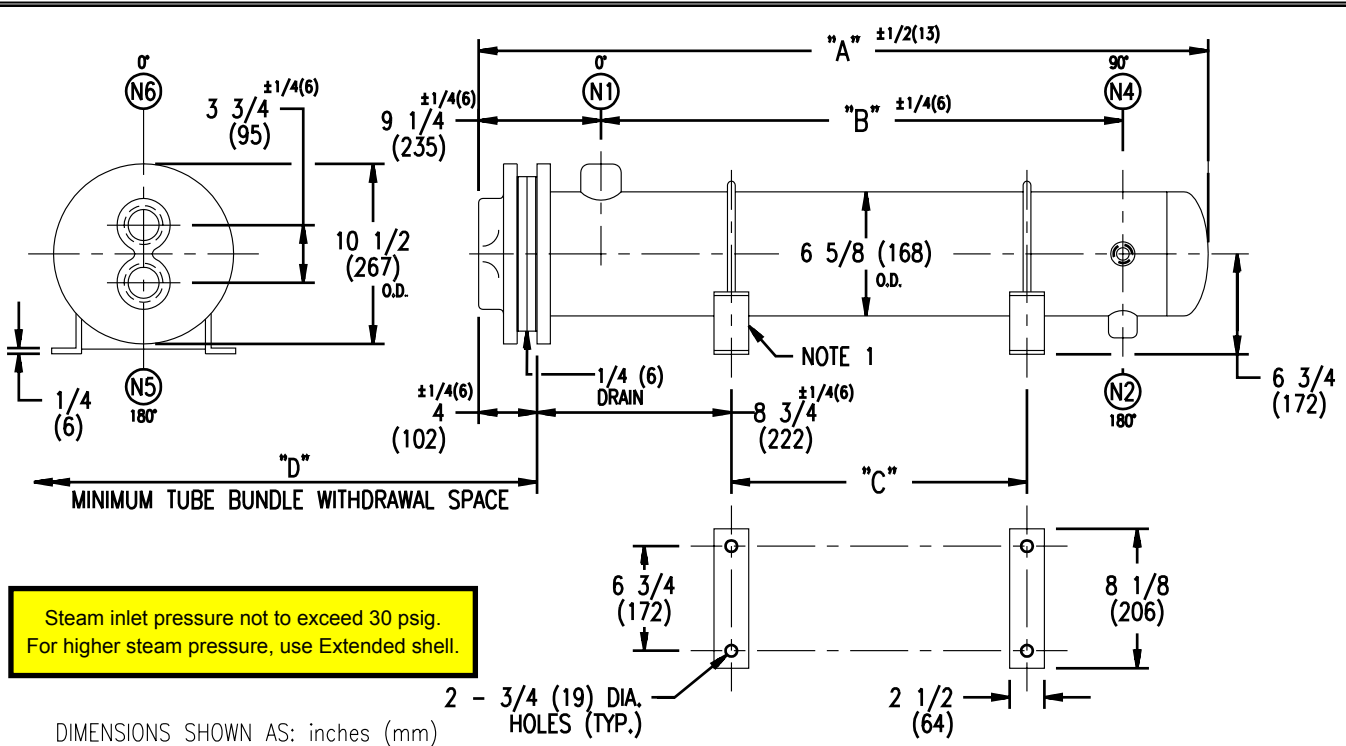 "A" ±1/2(13)
0°
N6
3 3/4 ±1/4(6)
(95)
±1/4(6)
9 1/4
(235)
0°
N1
"B" ±1/4(6)
90°
N4
10 1/2
(267)
O.D.
6 5/8 (168)
O.D.
NOTE 1
1/4 (6)
DRAIN
1/4
(6)
N5
180°
±1/4(6)
4
(102)
±1/4(6)
8 3/4
(222)
N2
180°
6 3/4
(172)
"D"
MINIMUM TUBE BUNDLE WITHDRAWAL SPACE
"C"
6 3/4
(172)
8 1/8
(206)
Steam inlet pressure not to exceed 30 psig.
For higher steam pressure, use Extended shell.
2 - 3/4 (19) DIA.
HOLES (TYP.)
2 1/2
(64)
DIMENSIONS SHOWN AS: inches (mm)